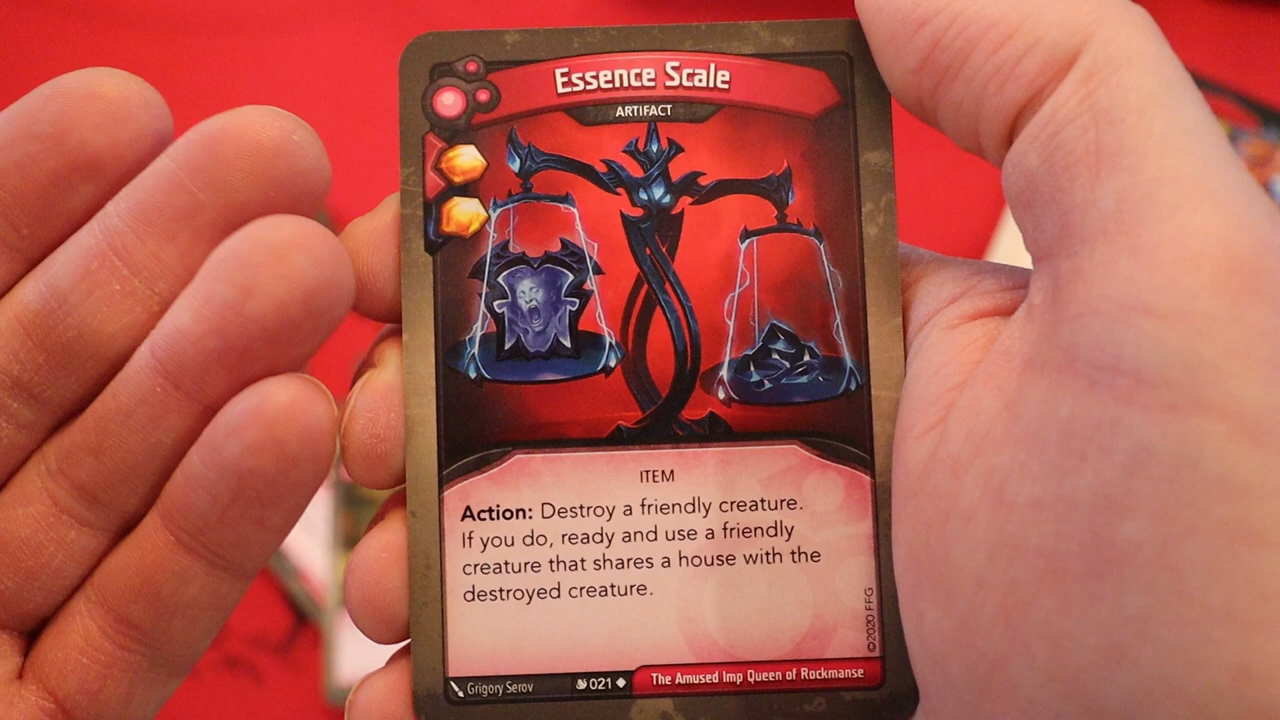 Essence Scale
ARTIFACT
ITEM
Action: Destroy a friendly creature.
If you do, ready and use a friendly
creature that shares a house with the
destroyed creature.
©2020 FFG
Grigory Serov
021
The Amused Imp Queen of Rockmanse